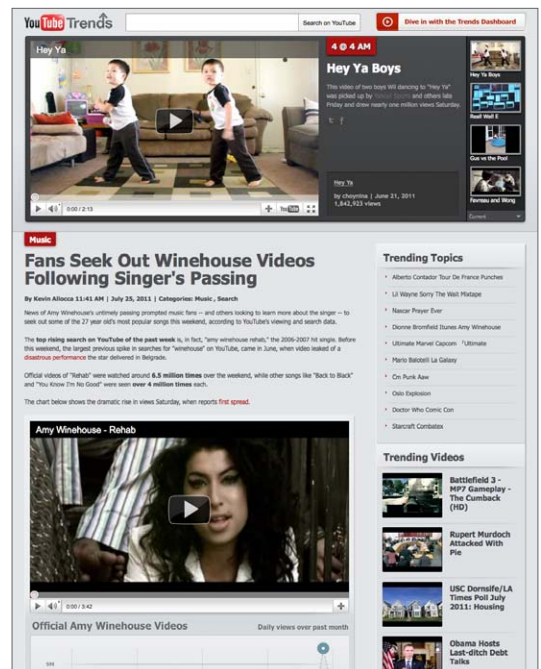 YouTube Trends
Search on YouTube
Dive in with the Trends Dashboard
Hey Ya
0:00 / 2:13
YouTube
4 @ 4 AM
Hey Ya Boys
This video of two boys Wii dancing to "Hey Ya"
was picked up by Yahoo Sports and others late
Friday and drew nearly one million views Saturday.
Hey Ya
by choynina | June 21, 2011
1,842,923 views
Hey Ya Boys
Real Wall E
Gus vs the Pool
Favreau and Wong
Current
Music
Fans Seek Out Winehouse Videos
Following Singer's Passing
By Kevin Allocca 11:41 AM | July 25, 2011 | Categories: Music , Search
News of Amy Winehouse's untimely passing prompted music fans -- and others looking to learn more about the singer -- to
seek out some of the 27 year old's most popular songs this weekend, according to YouTube's viewing and search data.
The top rising search on YouTube of the past week is, in fact, "amy winehouse rehab," the 2006-2007 hit single. Before
this weekend, the largest previous spike in searches for "winehouse" on YouTube, came in June, when video leaked of a
disastrous performance the star delivered in Belgrade.
Official videos of "Rehab" were watched around 6.5 million times over the weekend, while other songs like "Back to Black"
and "You Know I'm No Good" were seen over 4 million times each.
The chart below shows the dramatic rise in views Saturday, when reports first spread.
Amy Winehouse - Rehab
0:00 / 3:42
Official Amy Winehouse Videos
Daily views over past month
5M
Trending Topics
Alberto Contador Tour De France Punches
Lil Wayne Sorry The Wait Mixtape
Nascar Prayer Ever
Dionne Bromfield Itunes Amy Winehouse
Ultimate Marvel Capcom 「Ultimate
Mario Balotelli La Galaxy
Cm Punk Aaw
Oslo Explosion
Doctor Who Comic Con
Starcraft Combatex
Trending Videos
Battlefield 3 -
MP7 Gameplay -
The Cumback
(HD)
Rupert Murdoch
Attacked With
Pie
USC Dornsife/LA
Times Poll July
2011: Housing
Obama Hosts
Last-ditch Debt
Talks